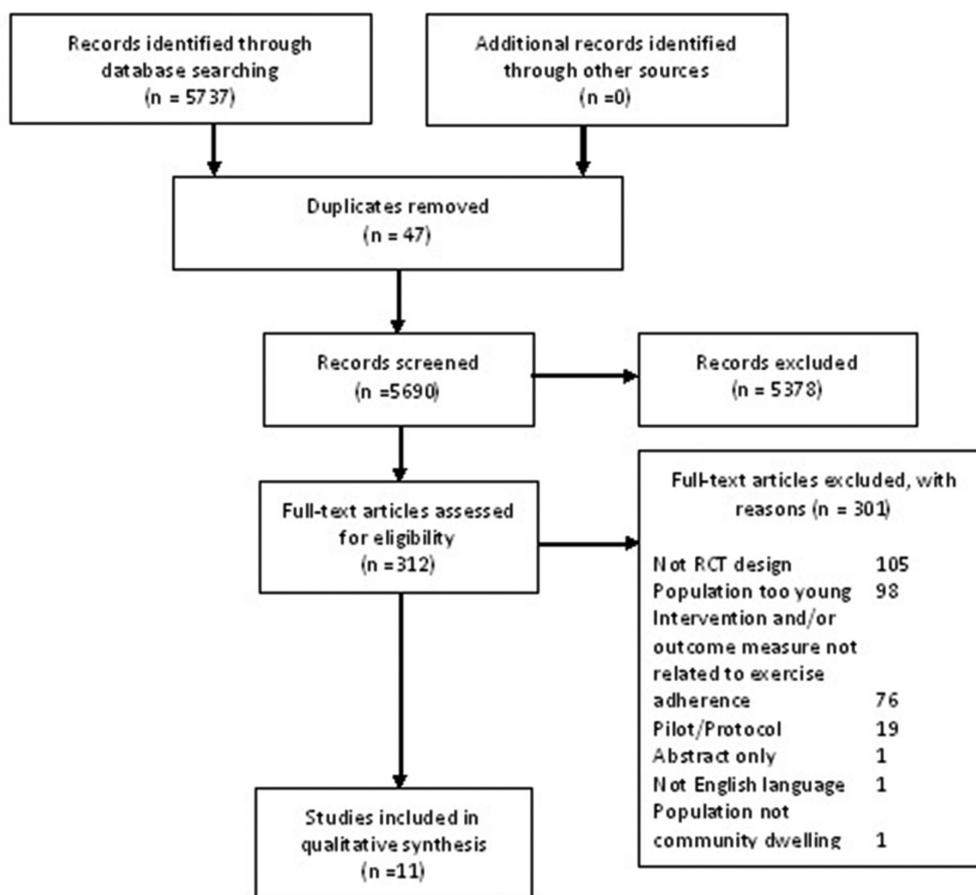 Records identified through
database searching
(n = 5737)
Additional records identified
through other sources
(n =0)
Duplicates removed
(n = 47)
Records screened
(n =5690)
Records excluded
(n = 5378)
Full-text articles assessed
for eligibility
(n =312)
Full-text articles excluded, with
reasons (n = 301)
Not RCT design 105
Population too young 98
Intervention and/or
outcome measure not
related to exercise
adherence 76
Pilot/Protocol 19
Abstract only 1
Not English language 1
Population not
community dwelling 1
Studies included in
qualitative synthesis
(n =11)